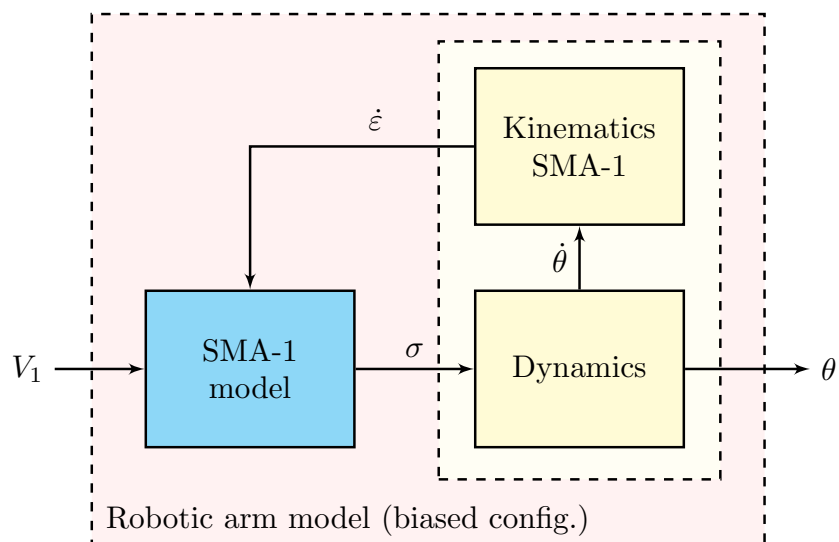 Kinematics
SMA-1
ε̇
θ̇
SMA-1
model
σ
Dynamics
V₁
θ
Robotic arm model (biased config.)